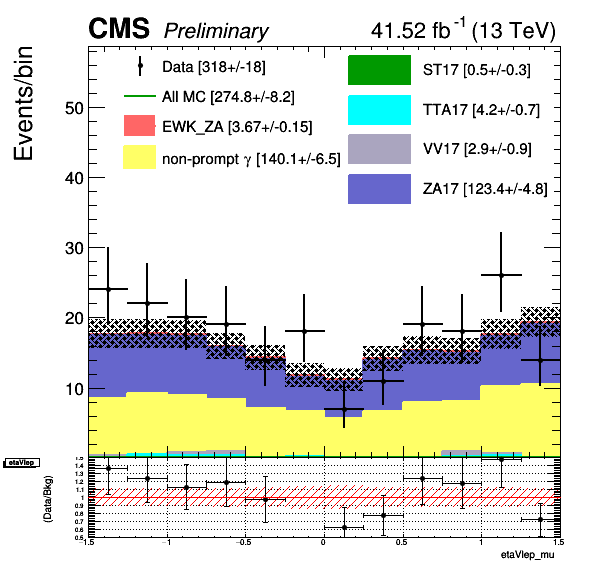 CMS Preliminary 41.52 fb⁻¹ (13 TeV)
Events/bin
Data [318+/-18]
All MC [274.8+/-8.2]
EWK_ZA [3.67+/-0.15]
non-prompt γ [140.1+/-6.5]
ST17 [0.5+/-0.3]
TTA17 [4.2+/-0.7]
VV17 [2.9+/-0.9]
ZA17 [123.4+/-4.8]
50
40
30
20
10
etaVlep
(Data/Bkg)
1.5
1.4
1.3
1.2
1.1
1
0.9
0.8
0.7
0.6
0.5
-1.5 −1 −0.5 0 0.5 1 1.5
etaVlep_mu